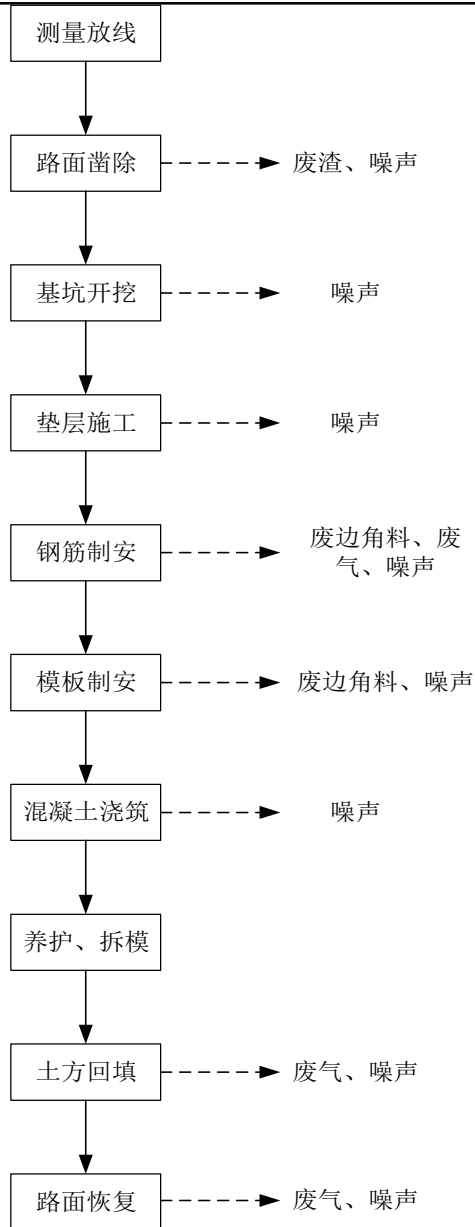 测量放线
路面凿除
废渣、噪声
基坑开挖
噪声
垫层施工
噪声
钢筋制安
废边角料、废
气、噪声
模板制安
废边角料、噪声
混凝土浇筑
噪声
养护、拆模
土方回填
废气、噪声
路面恢复
废气、噪声